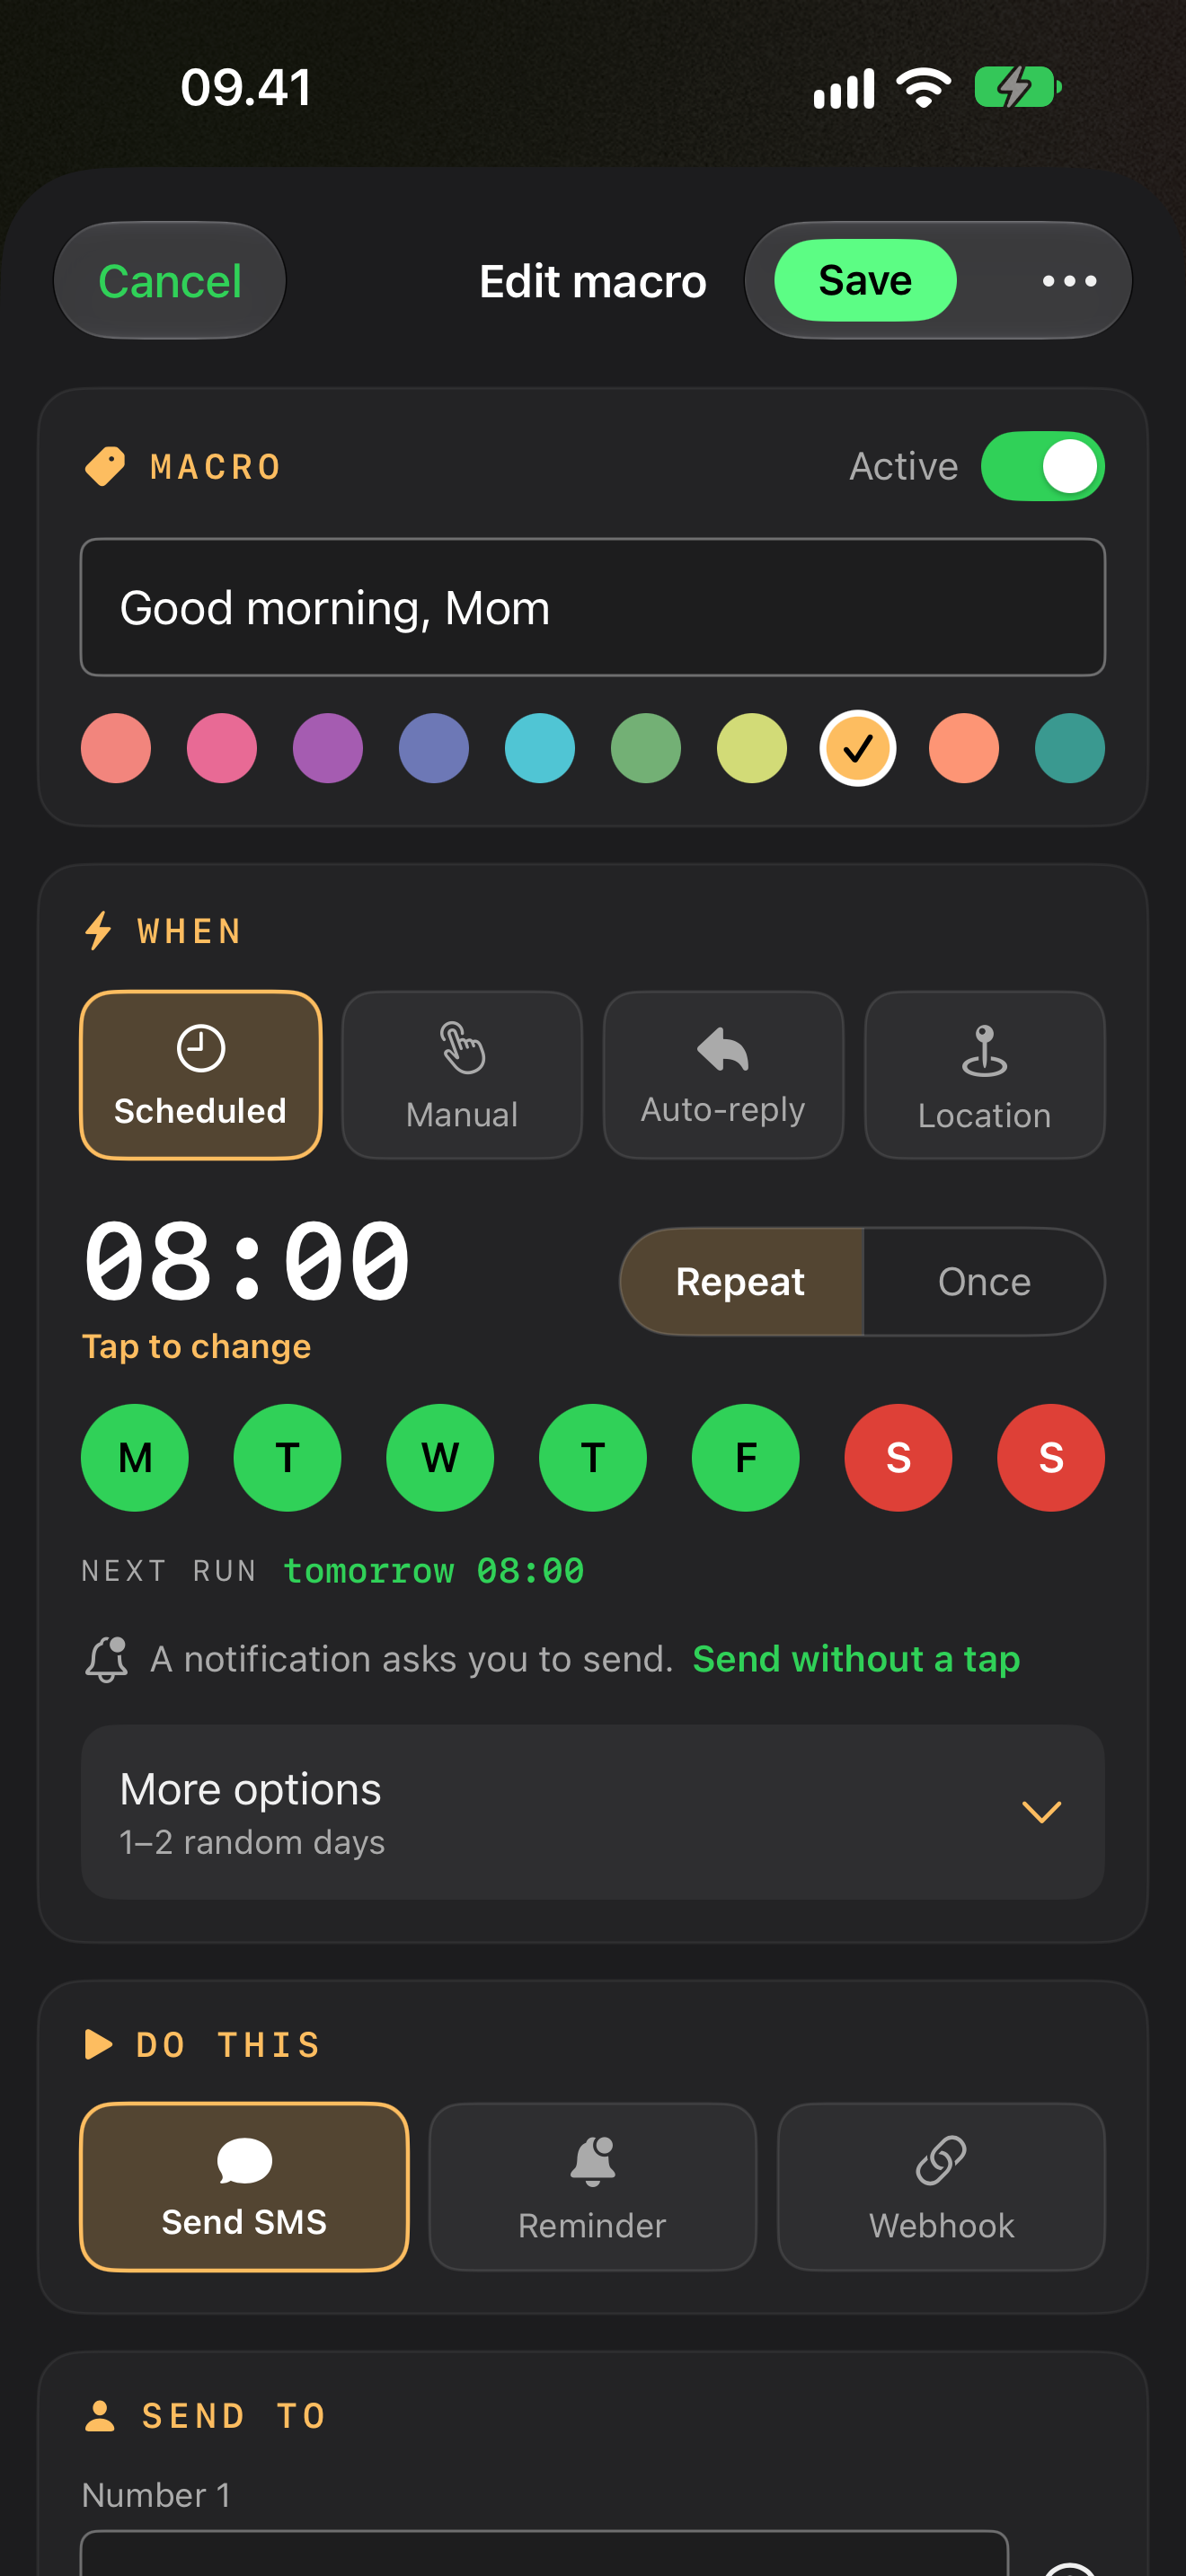 09.41
Cancel
Edit macro
Save
MACRO
Active
Good morning, Mom
WHEN
Scheduled
Manual
Auto-reply
Location
08:00
Tap to change
Repeat
Once
M T W T F S S
NEXT RUN tomorrow 08:00
A notification asks you to send. Send without a tap
More options
1–2 random days
DO THIS
Send SMS
Reminder
Webhook
SEND TO
Number 1